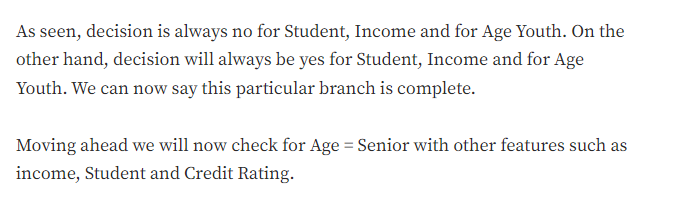 As seen, decision is always no for Student, Income and for Age Youth. On the
other hand, decision will always be yes for Student, Income and for Age
Youth. We can now say this particular branch is complete.
Moving ahead we will now check for Age = Senior with other features such as
income, Student and Credit Rating.